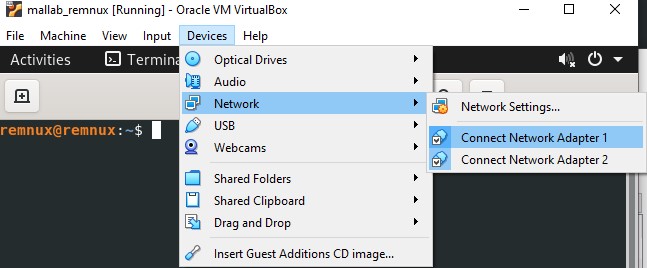 mallab_remnux [Running] - Oracle VM VirtualBox
File Machine View Input Devices Help
Activities Termina
Optical Drives
Audio
Network
USB
Webcams
Shared Folders
Shared Clipboard
Drag and Drop
Insert Guest Additions CD image...
Network Settings...
Connect Network Adapter 1
Connect Network Adapter 2
remnux@remnux:~$